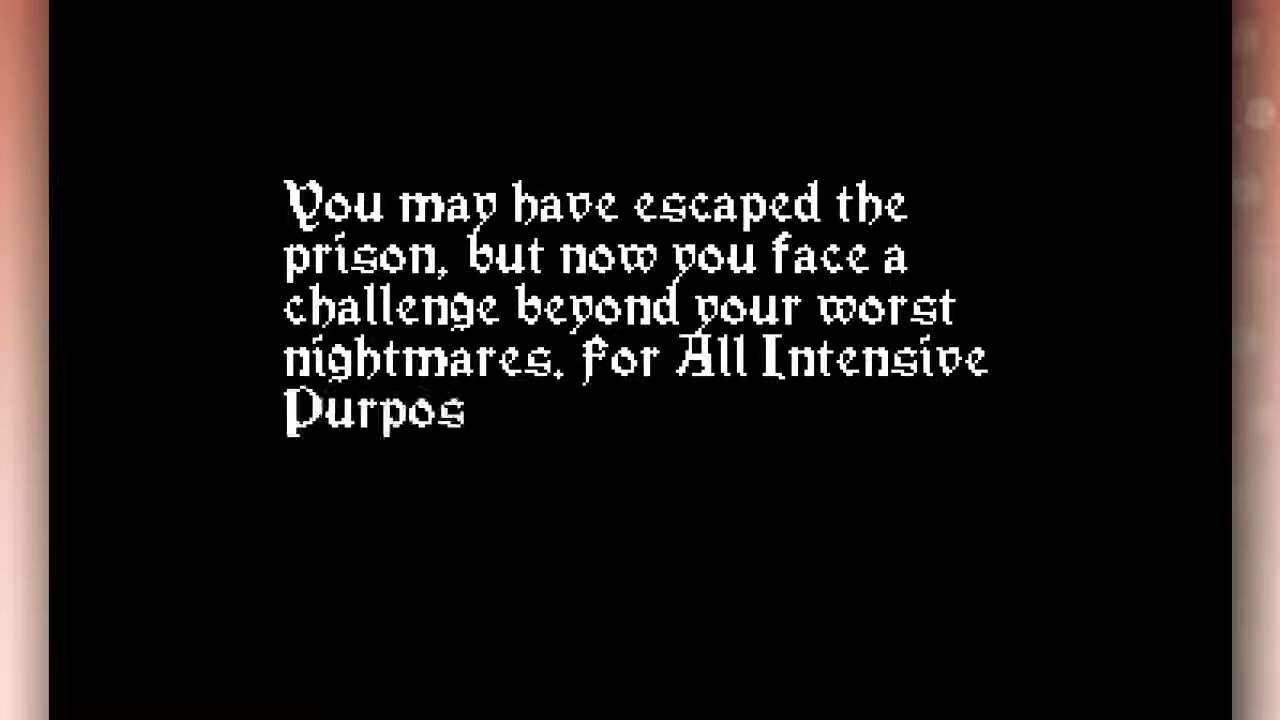 You may have escaped the
prison, but now you face a
challenge beyond your worst
nightmares. For All Intensive
Purpos